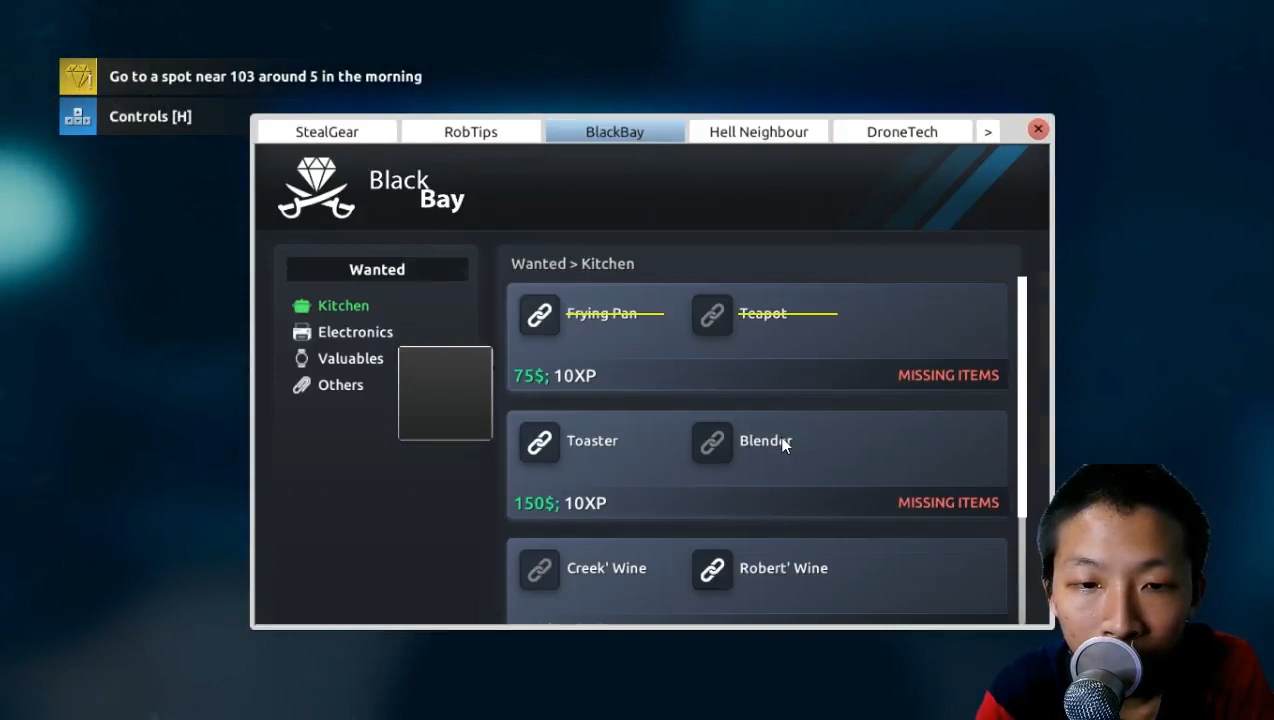 Go to a spot near 103 around 5 in the morning
Controls [H]
StealGear
RobTips
BlackBay
Hell Neighbour
DroneTech
>
Black
Bay
Wanted
Kitchen
Electronics
Valuables
Others
Wanted > Kitchen
Frying Pan
Teapot
75$; 10XP
MISSING ITEMS
Toaster
Blender
150$; 10XP
MISSING ITEMS
Creek' Wine
Robert' Wine